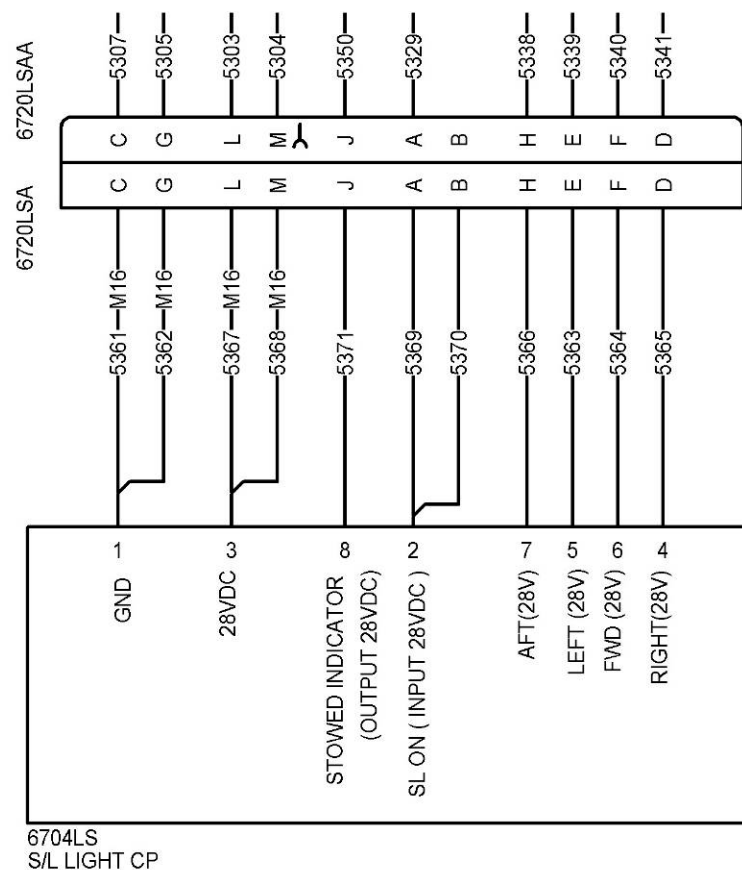 6720LSAA
5307
5305
5303
5304
5350
5329
5338
5339
5340
5341
C
G
L
M
J
A
B
H
E
F
D
6720LSA
C
G
L
M
J
A
B
H
E
F
D
M16
M16
M16
M16
5361
5362
5367
5368
5371
5369
5370
5366
5363
5364
5365
1
3
8
2
7
5
6
4
GND
28VDC
STOWED INDICATOR
(OUTPUT 28VDC)
SL ON ( INPUT 28VDC )
AFT(28V)
LEFT (28V)
FWD (28V)
RIGHT(28V)
6704LS
S/L LIGHT CP